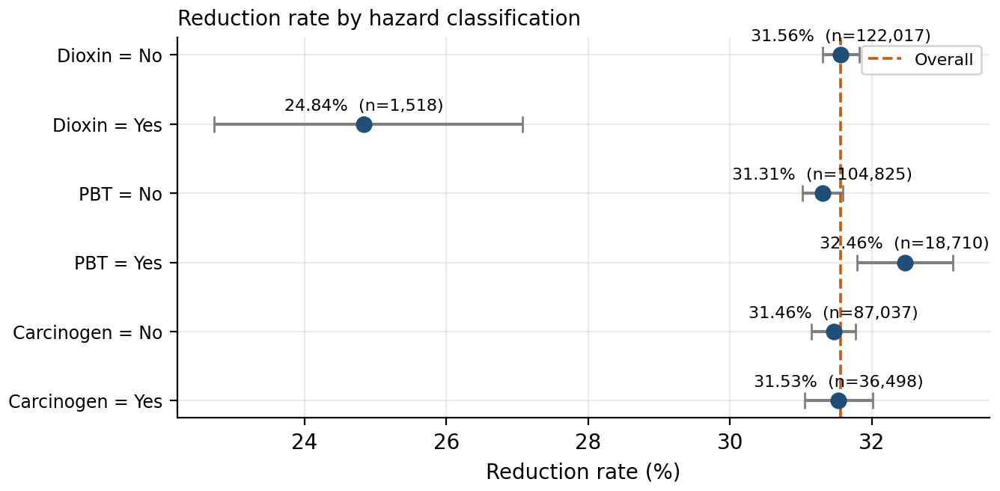 Reduction rate by hazard classification
31.56% (n=122,017)
Dioxin = No
Overall
24.84% (n=1,518)
Dioxin = Yes
31.31% (n=104,825)
PBT = No
32.46% (n=18,710)
PBT = Yes
31.46% (n=87,037)
Carcinogen = No
31.53% (n=36,498)
Carcinogen = Yes
24 26 28 30 32
Reduction rate (%)